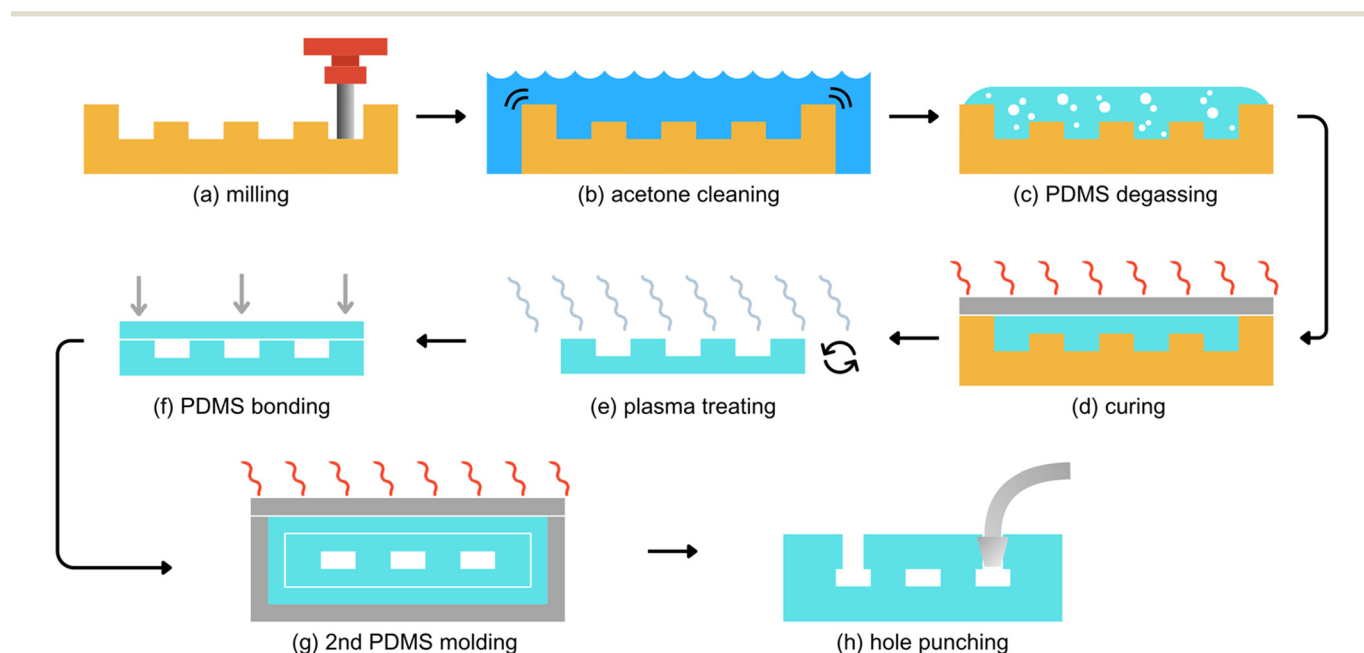 (a) milling
(b) acetone cleaning
(c) PDMS degassing
(d) curing
(e) plasma treating
(f) PDMS bonding
(g) 2nd PDMS molding
(h) hole punching